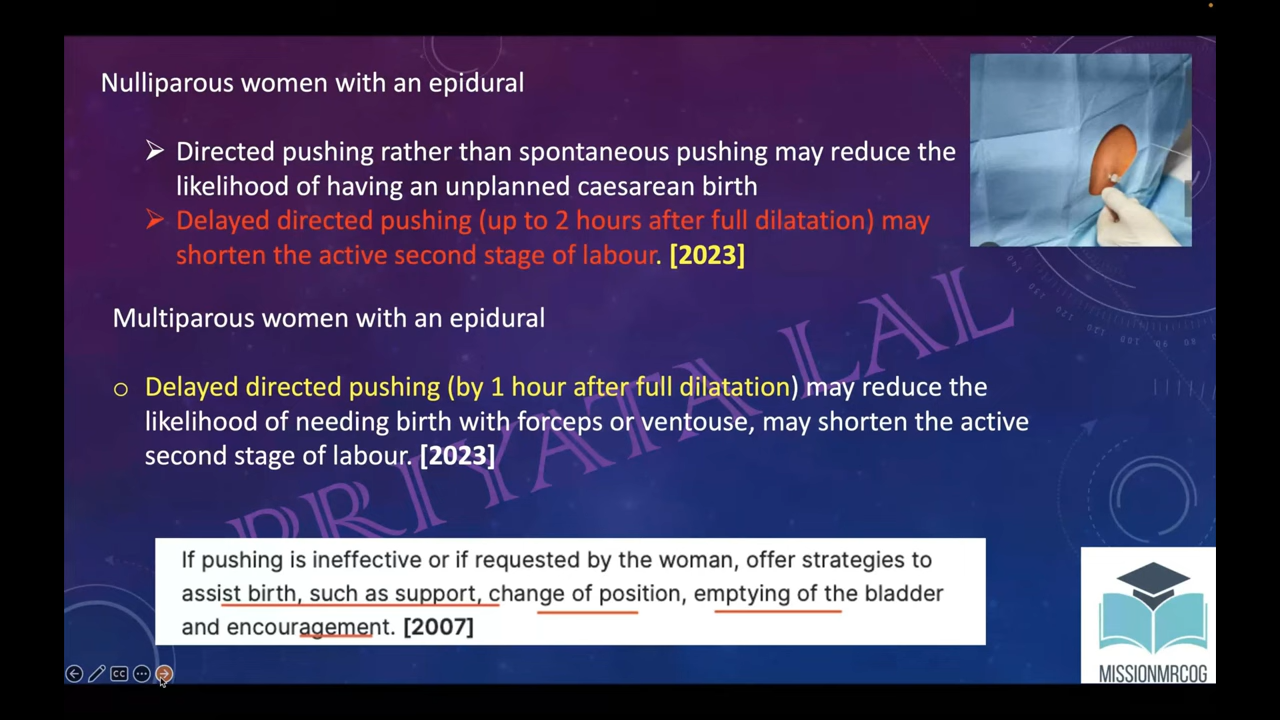 Nulliparous women with an epidural
➢ Directed pushing rather than spontaneous pushing may reduce the
likelihood of having an unplanned caesarean birth
➢ Delayed directed pushing (up to 2 hours after full dilatation) may
shorten the active second stage of labour. [2023]
Multiparous women with an epidural
o Delayed directed pushing (by 1 hour after full dilatation) may reduce the
likelihood of needing birth with forceps or ventouse, may shorten the active
second stage of labour. [2023]
PRIYATA LAL
If pushing is ineffective or if requested by the woman, offer strategies to
assist birth, such as support, change of position, emptying of the bladder
and encouragement. [2007]
MISSIONMRCOG
CC